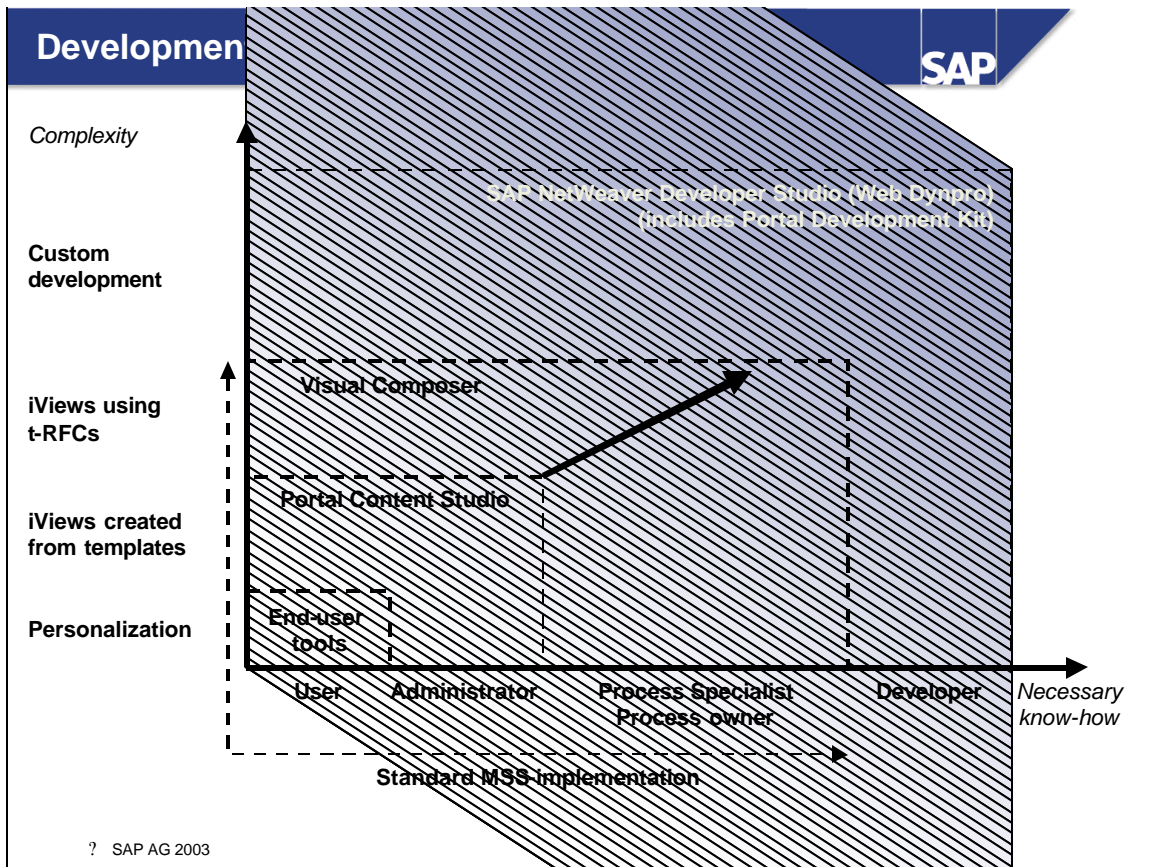 Developmen
SAP
Complexity
SAP NetWeaver Developer Studio (Web Dynpro)
(includes Portal Development Kit)
Custom
development
Visual Composer
iViews using
t-RFCs
Portal Content Studio
iViews created
from templates
End-user
tools
Personalization
User Administrator Process Specialist Developer Necessary
Process owner know-how
Standard MSS implementation
? SAP AG 2003